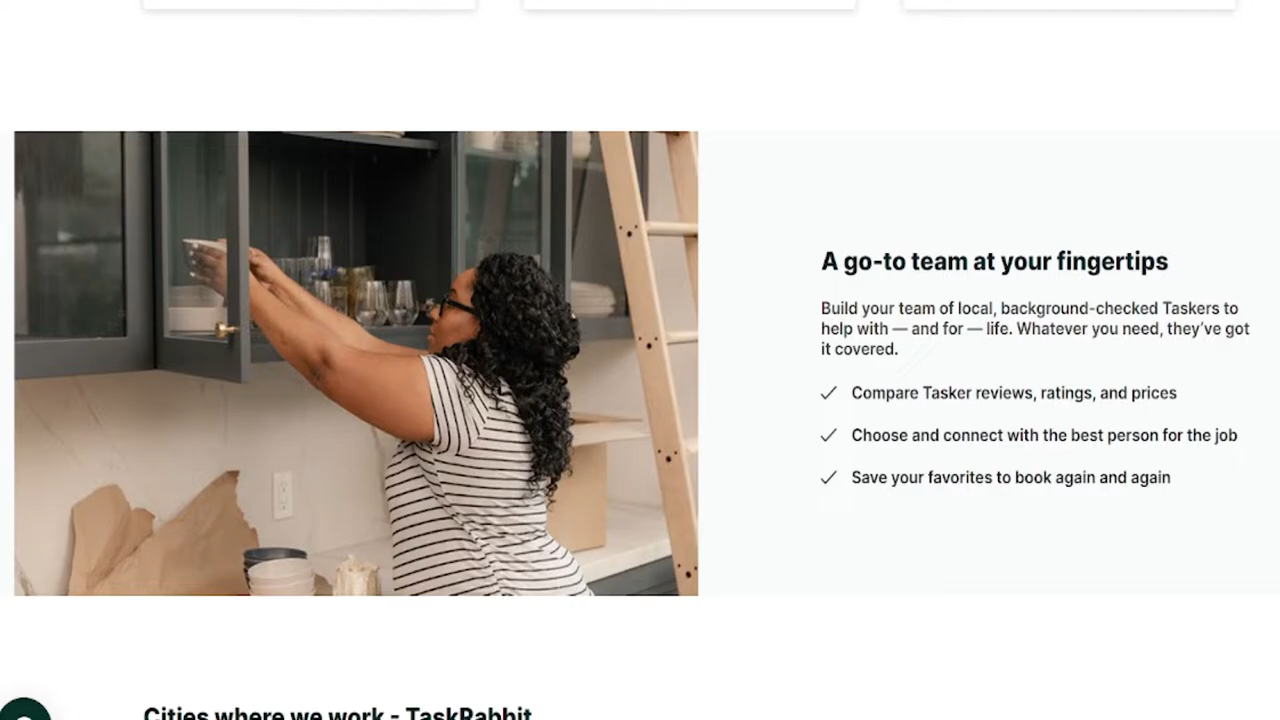 A go-to team at your fingertips
Build your team of local, background-checked Taskers to
help with — and for — life. Whatever you need, they’ve got
it covered.
Compare Tasker reviews, ratings, and prices
Choose and connect with the best person for the job
Save your favorites to book again and again
Cities where we work - TaskRabbit